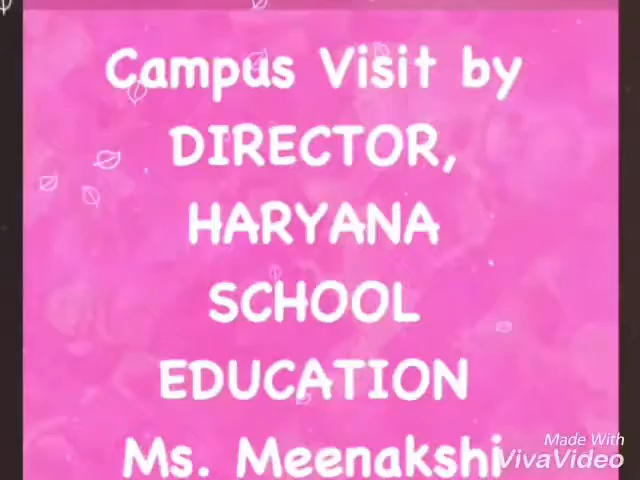 Campus Visit by
DIRECTOR,
HARYANA
SCHOOL
EDUCATION
Ms. Meenakshi
Made With
VivaVideo